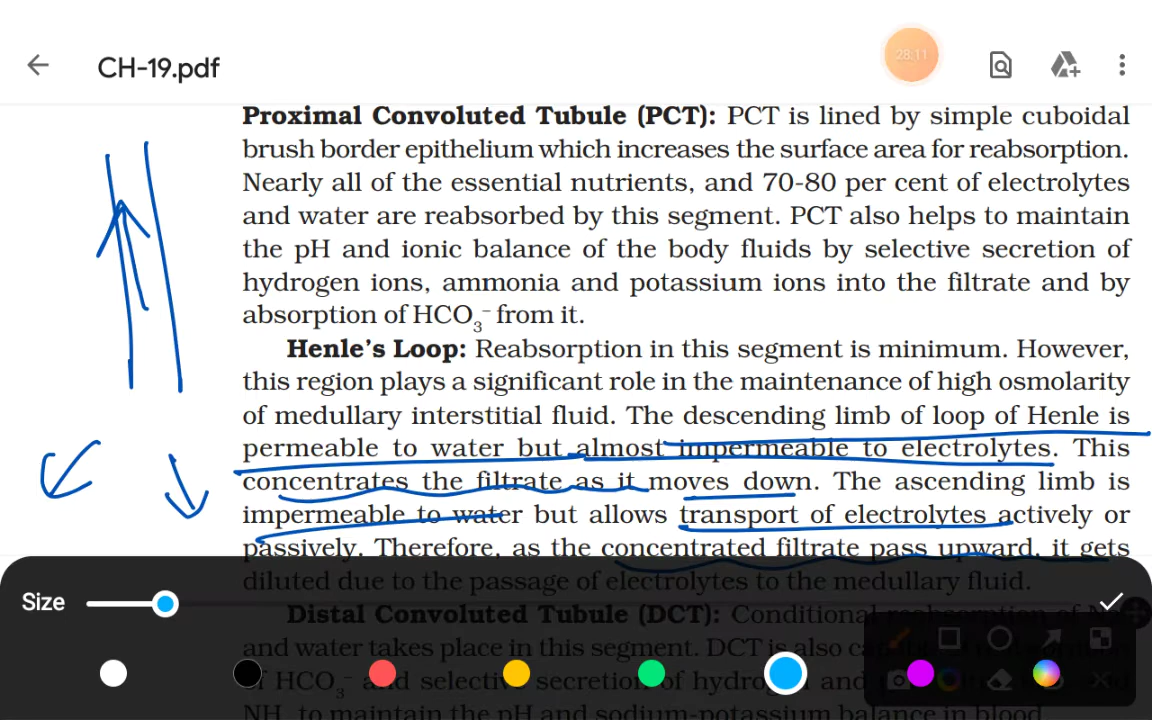 28:11
CH-19.pdf
Proximal Convoluted Tubule (PCT): PCT is lined by simple cuboidal
brush border epithelium which increases the surface area for reabsorption.
Nearly all of the essential nutrients, and 70-80 per cent of electrolytes
and water are reabsorbed by this segment. PCT also helps to maintain
the pH and ionic balance of the body fluids by selective secretion of
hydrogen ions, ammonia and potassium ions into the filtrate and by
absorption of HCO₃⁻ from it.
Henle's Loop: Reabsorption in this segment is minimum. However,
this region plays a significant role in the maintenance of high osmolarity
of medullary interstitial fluid. The descending limb of loop of Henle is
permeable to water but almost impermeable to electrolytes. This
concentrates the filtrate as it moves down. The ascending limb is
impermeable to water but allows transport of electrolytes actively or
passively. Therefore, as the concentrated filtrate pass upward, it gets
diluted due to the passage of electrolytes to the medullary fluid.
Size
Distal Convoluted Tubule (DCT): Conditional reabsorption of
and water takes place in this segment. DCT is also
HCO₃ and selective secretion of and
NH to maintain the pH and sodium-potassium balance in blood.